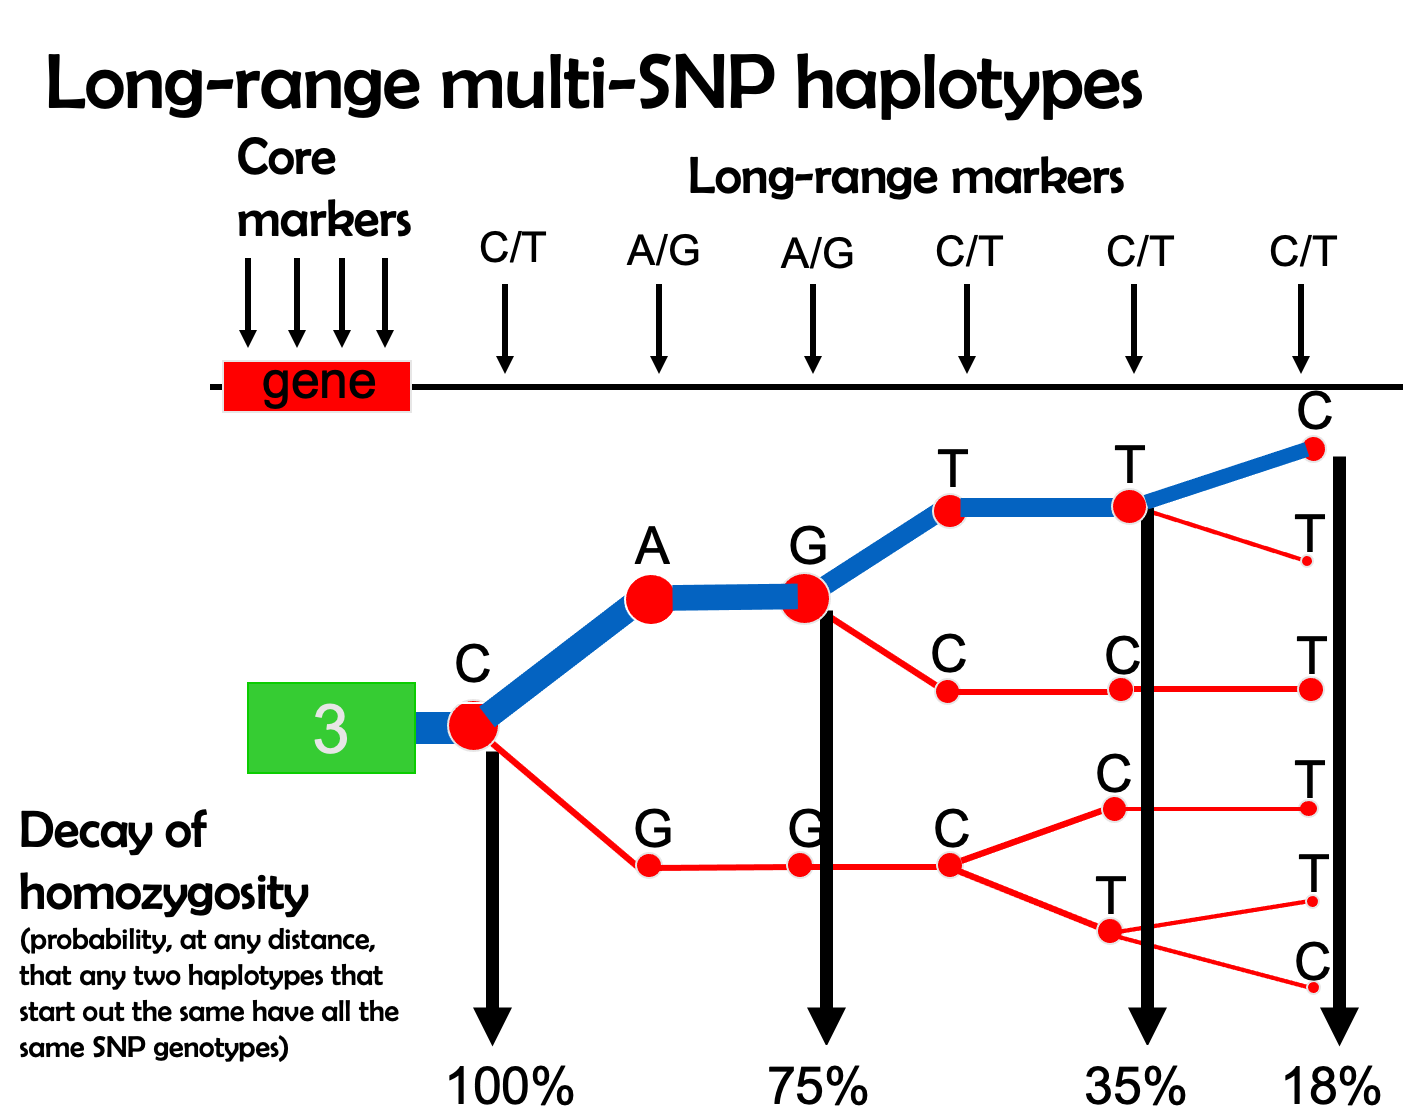 Long-range multi-SNP haplotypes
Core
markers
Long-range markers
C/T A/G A/G C/T C/T C/T
gene
C
T T
T
A G
C C T
C
3
C T
G G C
T T
C
Decay of
homozygosity
(probability, at any distance,
that any two haplotypes that
start out the same have all the
same SNP genotypes)
100% 75% 35% 18%